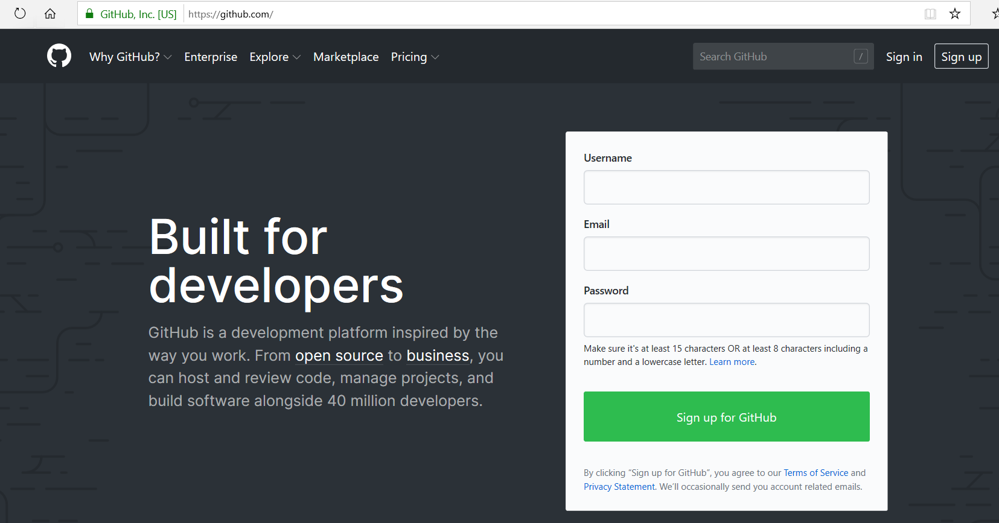 GitHub, Inc. [US] https://github.com/
Why GitHub? Enterprise Explore Marketplace Pricing Search GitHub / Sign in Sign up
Built for
developers
GitHub is a development platform inspired by the
way you work. From open source to business, you
can host and review code, manage projects, and
build software alongside 40 million developers.
Username
Email
Password
Make sure it's at least 15 characters OR at least 8 characters including a
number and a lowercase letter. Learn more.
Sign up for GitHub
By clicking “Sign up for GitHub”, you agree to our Terms of Service and
Privacy Statement. We’ll occasionally send you account related emails.